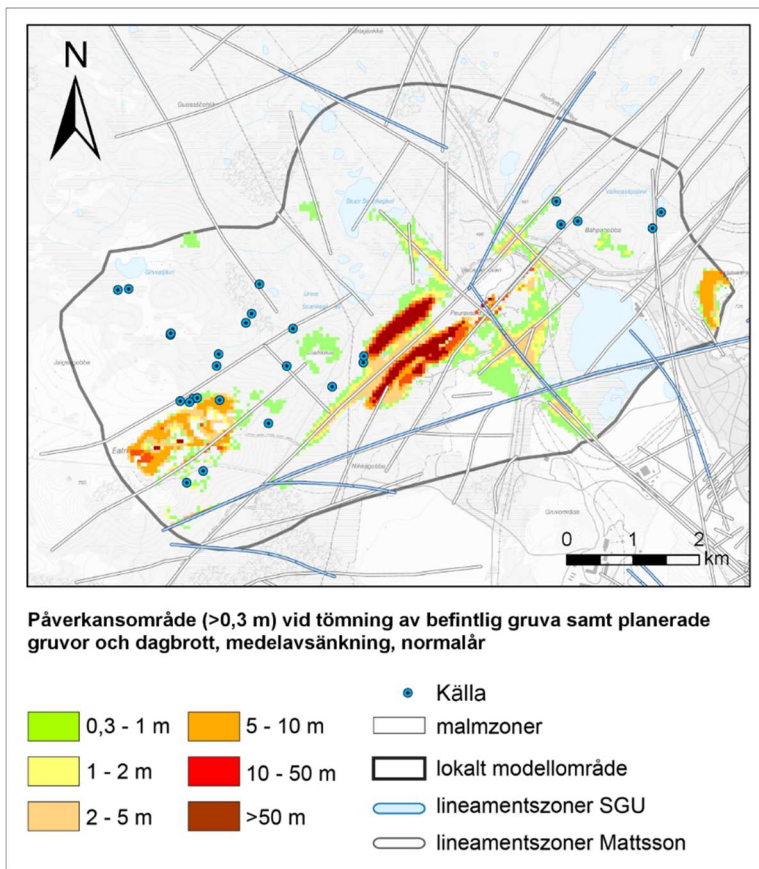 N
Nikkigobba
Gruvområde
0 1 2
km
Påverkansområde (>0,3 m) vid tömning av befintlig gruva samt planerade
gruvor och dagbrott, medelavsänkning, normalår
0,3 - 1 m
1 - 2 m
2 - 5 m
5 - 10 m
10 - 50 m
>50 m
Källa
malmzoner
lokalt modellområde
lineamentszoner SGU
lineamentszoner Mattsson